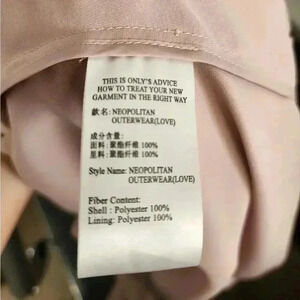 THIS IS ONLY'S ADVICE
HOW TO TREAT YOUR NEW
GARMENT IN THE RIGHT WAY
款名: NEOPOLITAN
OUTERWEAR(LOVE)
成分含量:
面料: 聚酯纤维 100%
里料: 聚酯纤维 100%
Style Name: NEOPOLITAN
OUTERWEAR(LOVE)
Fiber Content:
Shell : Polyester 100%
Lining: Polyester 100%